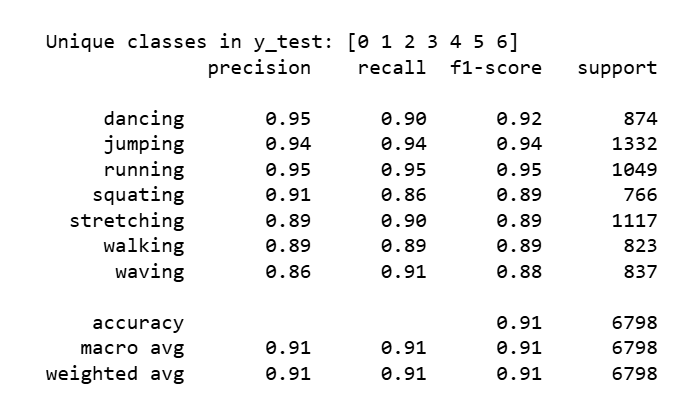 Unique classes in y_test: [0 1 2 3 4 5 6]
precision recall f1-score support
dancing 0.95 0.90 0.92 874
jumping 0.94 0.94 0.94 1332
running 0.95 0.95 0.95 1049
squating 0.91 0.86 0.89 766
stretching 0.89 0.90 0.89 1117
walking 0.89 0.89 0.89 823
waving 0.86 0.91 0.88 837
accuracy 0.91 6798
macro avg 0.91 0.91 0.91 6798
weighted avg 0.91 0.91 0.91 6798